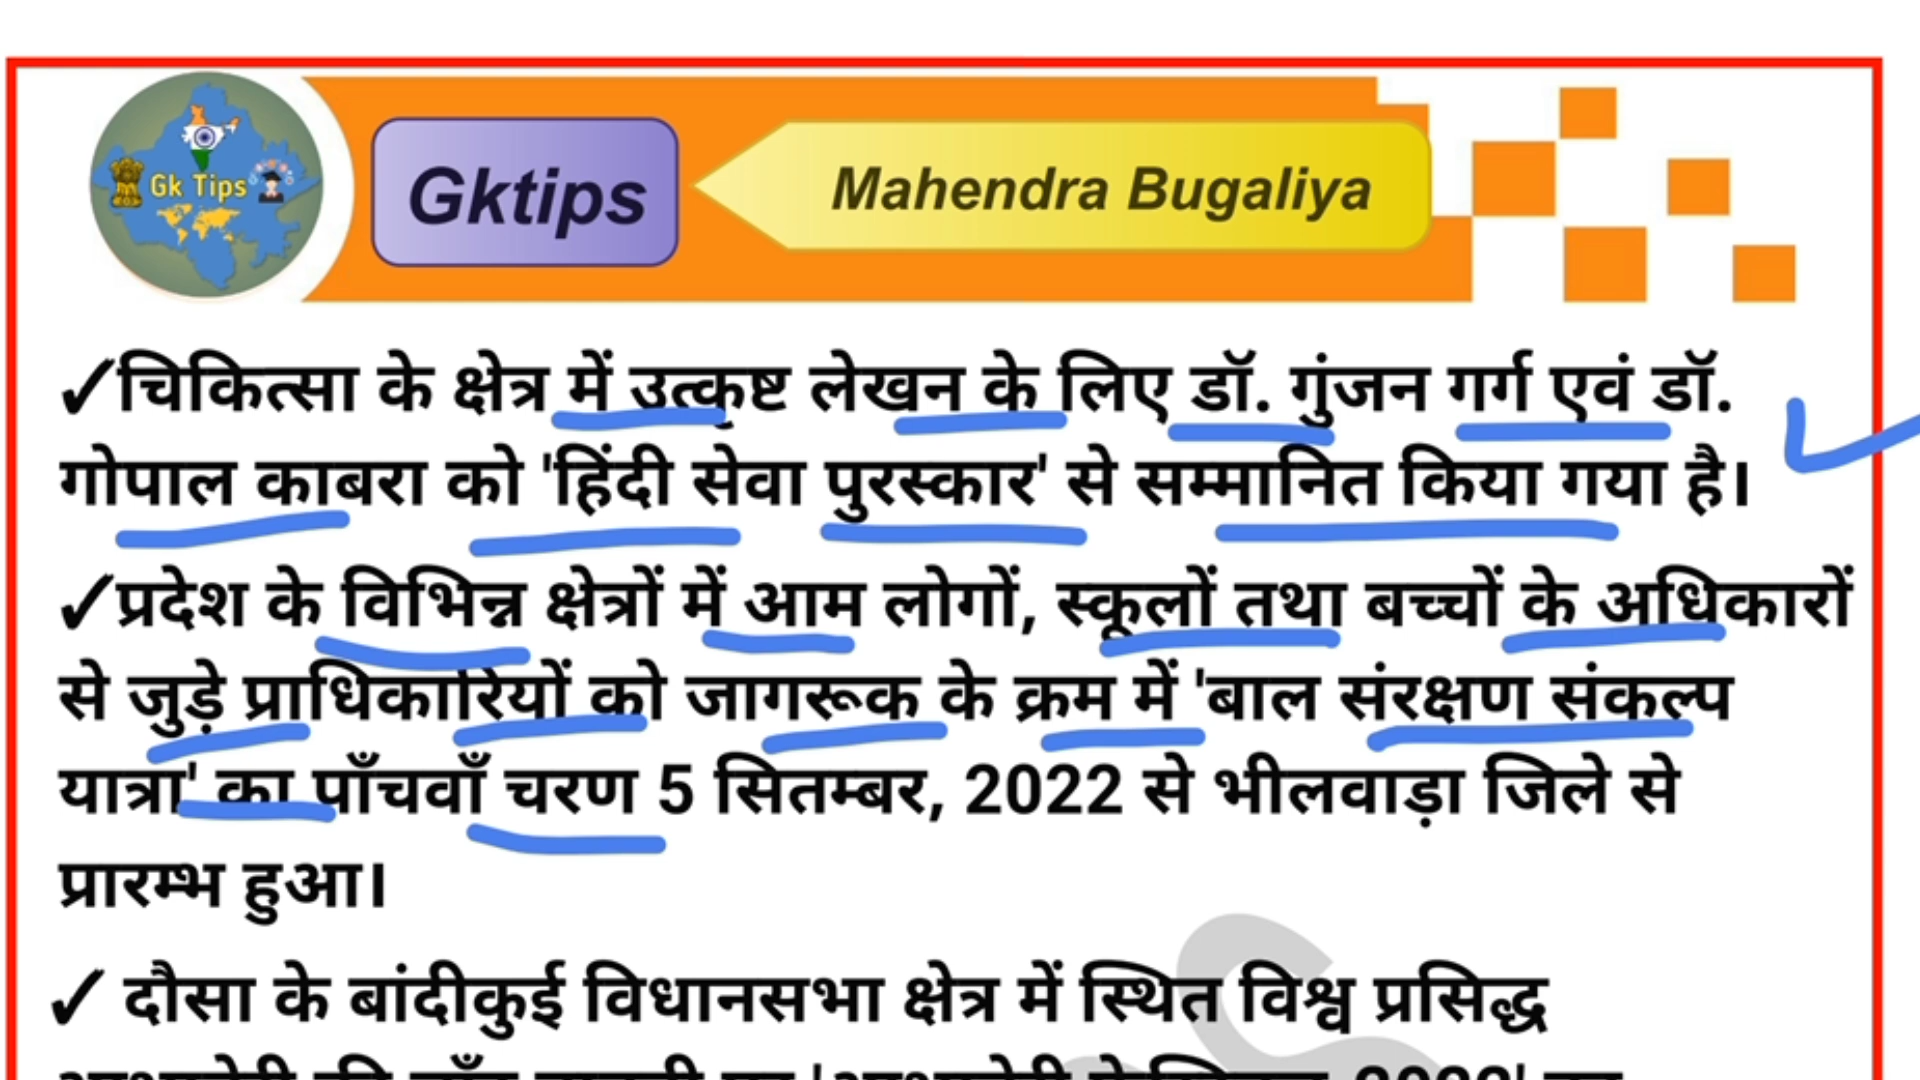 Gk Tips
Gktips
Mahendra Bugaliya
✓चिकित्सा के क्षेत्र में उत्कृष्ट लेखन के लिए डॉ. गुंजन गर्ग एवं डॉ.
गोपाल काबरा को 'हिंदी सेवा पुरस्कार' से सम्मानित किया गया है।
✓प्रदेश के विभिन्न क्षेत्रों में आम लोगों, स्कूलों तथा बच्चों के अधिकारों
से जुड़े प्राधिकारियों को जागरूक के क्रम में 'बाल संरक्षण संकल्प
यात्रा' का पाँचवाँ चरण 5 सितम्बर, 2022 से भीलवाड़ा जिले से
प्रारम्भ हुआ।
✓ दौसा के बांदीकुई विधानसभा क्षेत्र में स्थित विश्व प्रसिद्ध